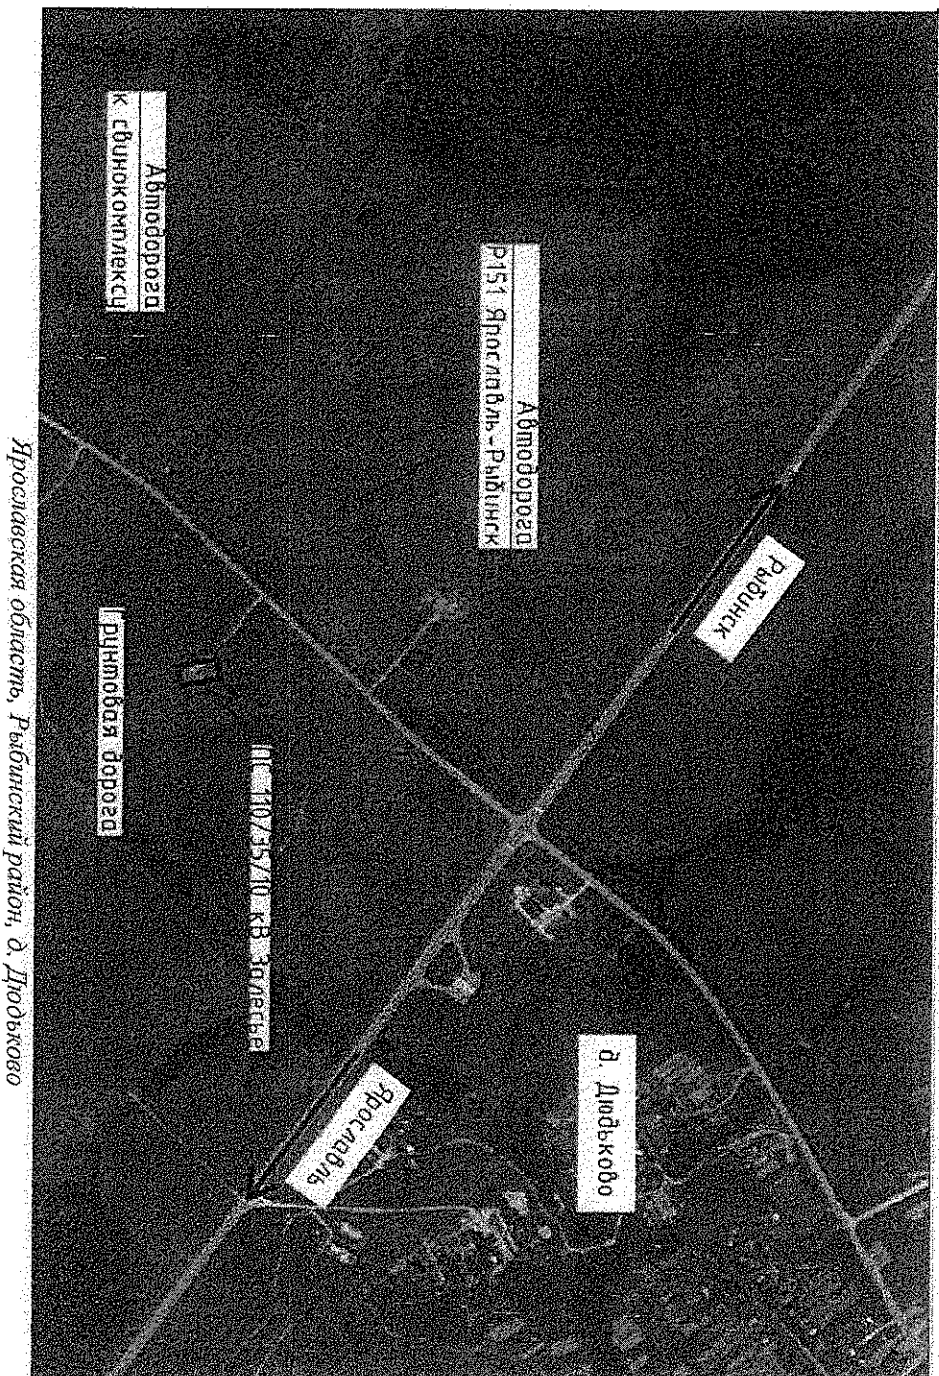 Автодорога
к свинокомплексу
Автодорога
Р151 Ярославль - Рыбинск
Рыбинск
Грунтовая дорога
ПС 110/35/10 кВ Залесье
д. Дюдьково
Ярославль
Ярославская область, Рыбинский район, д. Дюдьково